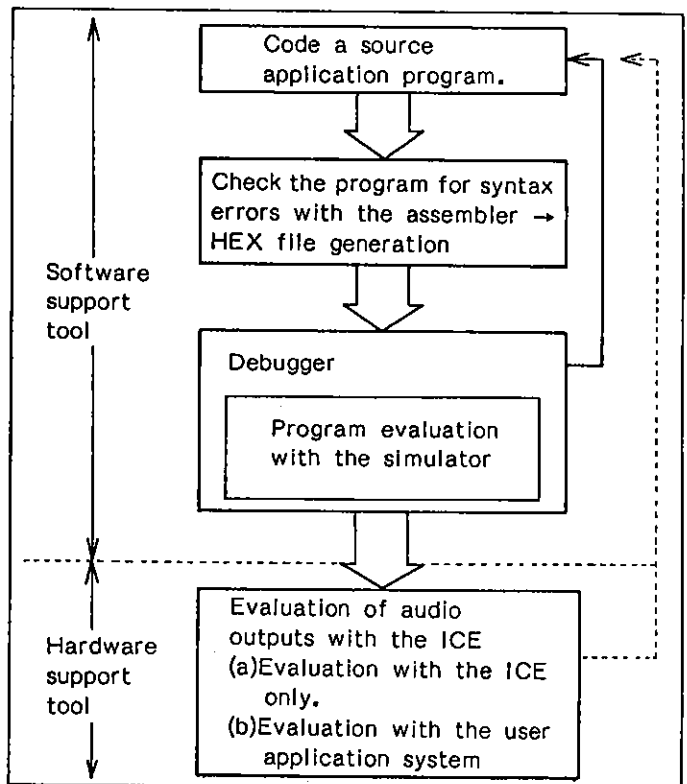 Code a source
application program.
Check the program for syntax
errors with the assembler →
HEX file generation
Software
support
tool
Debugger
Program evaluation
with the simulator
Hardware
support
tool
Evaluation of audio
outputs with the ICE
(a)Evaluation with the ICE
only.
(b)Evaluation with the user
application system